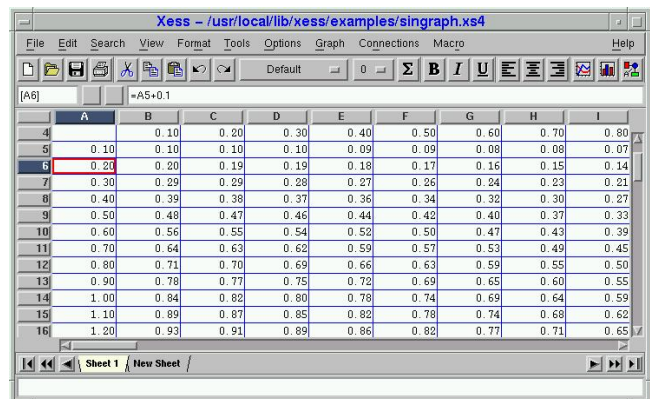 Xess – /usr/local/lib/xess/examples/singraph.xs4
File Edit Search View Format Tools Options Graph Connections Macro Help
Default 0 Σ B I U
[A6] =A5+0.1
A B C D E F G H I
4 0.10 0.20 0.30 0.40 0.50 0.60 0.70 0.80
5 0.10 0.10 0.10 0.10 0.09 0.09 0.08 0.08 0.07
6 0.20 0.20 0.19 0.19 0.18 0.17 0.16 0.15 0.14
7 0.30 0.29 0.29 0.28 0.27 0.26 0.24 0.23 0.21
8 0.40 0.39 0.38 0.37 0.36 0.34 0.32 0.30 0.27
9 0.50 0.48 0.47 0.46 0.44 0.42 0.40 0.37 0.33
10 0.60 0.56 0.55 0.54 0.52 0.50 0.47 0.43 0.39
11 0.70 0.64 0.63 0.62 0.59 0.57 0.53 0.49 0.45
12 0.80 0.71 0.70 0.69 0.66 0.63 0.59 0.55 0.50
13 0.90 0.78 0.77 0.75 0.72 0.69 0.65 0.60 0.55
14 1.00 0.84 0.82 0.80 0.78 0.74 0.69 0.64 0.59
15 1.10 0.89 0.87 0.85 0.82 0.78 0.74 0.68 0.62
16 1.20 0.93 0.91 0.89 0.86 0.82 0.77 0.71 0.65
Sheet 1 New Sheet